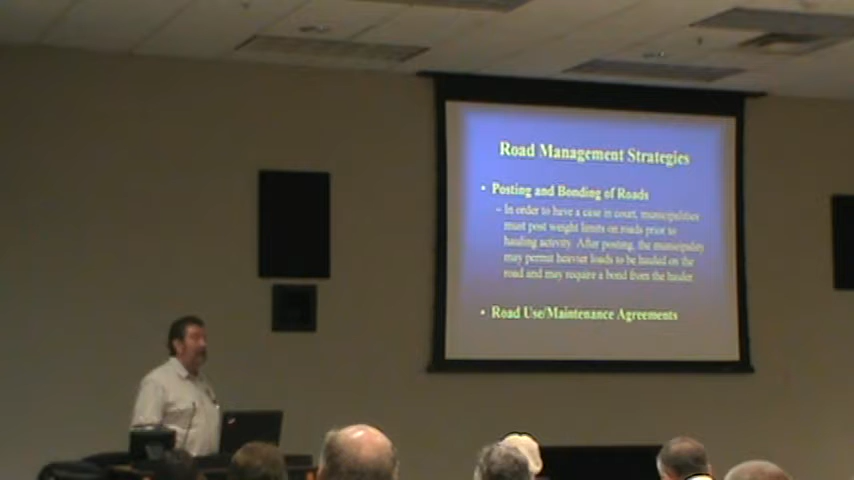 Road Management Strategies
• Posting and Bonding of Roads
– In order to have a case in court, municipalities
must post weight limits on roads prior to
hauling activity. After posting, the municipality
may permit heavier loads to be hauled on the
road and may require a bond from the hauler.
• Road Use/Maintenance Agreements